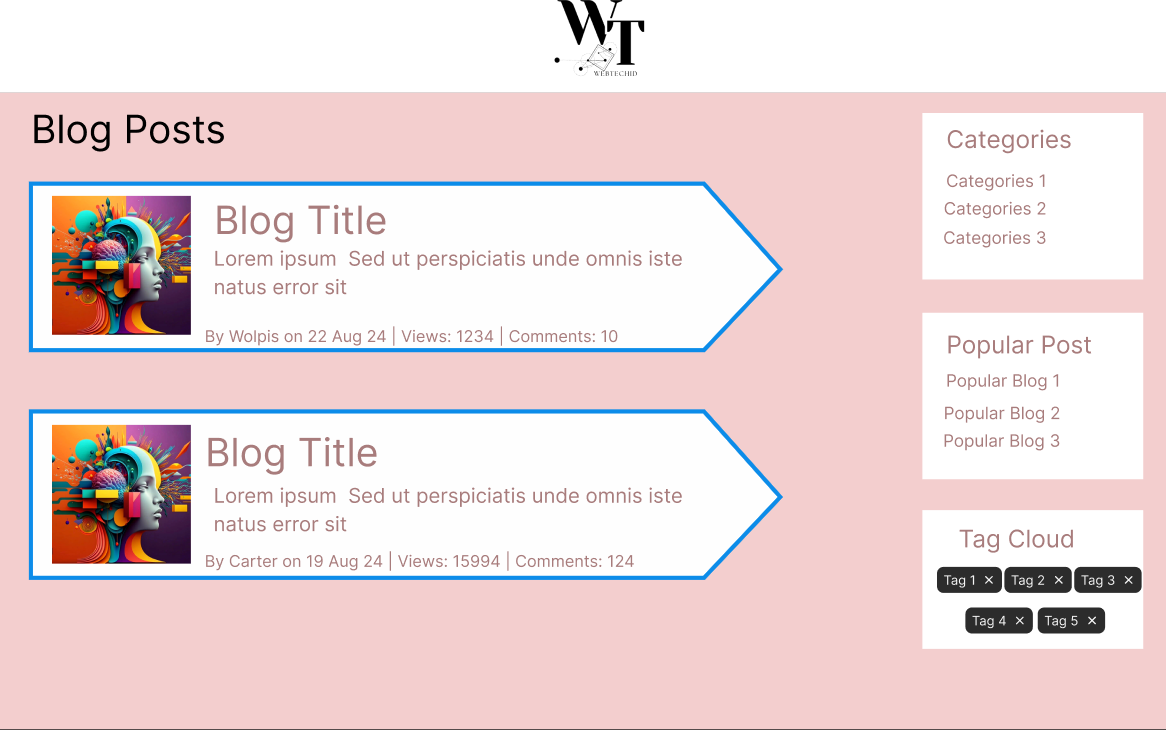 WT
WEBTECHID
Blog Posts
Blog Title
Lorem ipsum  Sed ut perspiciatis unde omnis iste
natus error sit
By Wolpis on 22 Aug 24 | Views: 1234 | Comments: 10
Blog Title
Lorem ipsum  Sed ut perspiciatis unde omnis iste
natus error sit
By Carter on 19 Aug 24 | Views: 15994 | Comments: 124
Categories
Categories 1
Categories 2
Categories 3
Popular Post
Popular Blog 1
Popular Blog 2
Popular Blog 3
Tag Cloud
Tag 1 × Tag 2 × Tag 3 ×
Tag 4 × Tag 5 ×